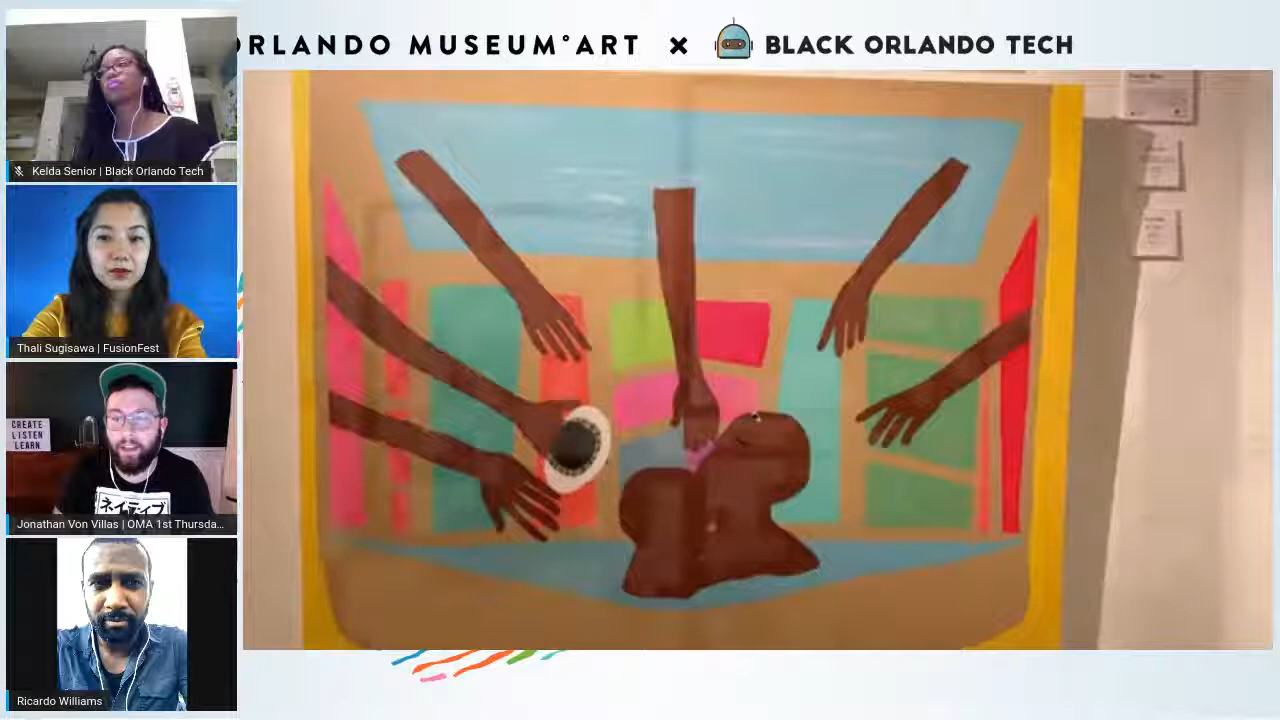 RLANDO MUSEUM°ART × BLACK ORLANDO TECH
Kelda Senior | Black Orlando Tech
Thali Sugisawa | FusionFest
CREATE
LISTEN
LEARN
ネイティブ
Jonathan Von Villas | OMA 1st Thursda...
Ricardo Williams